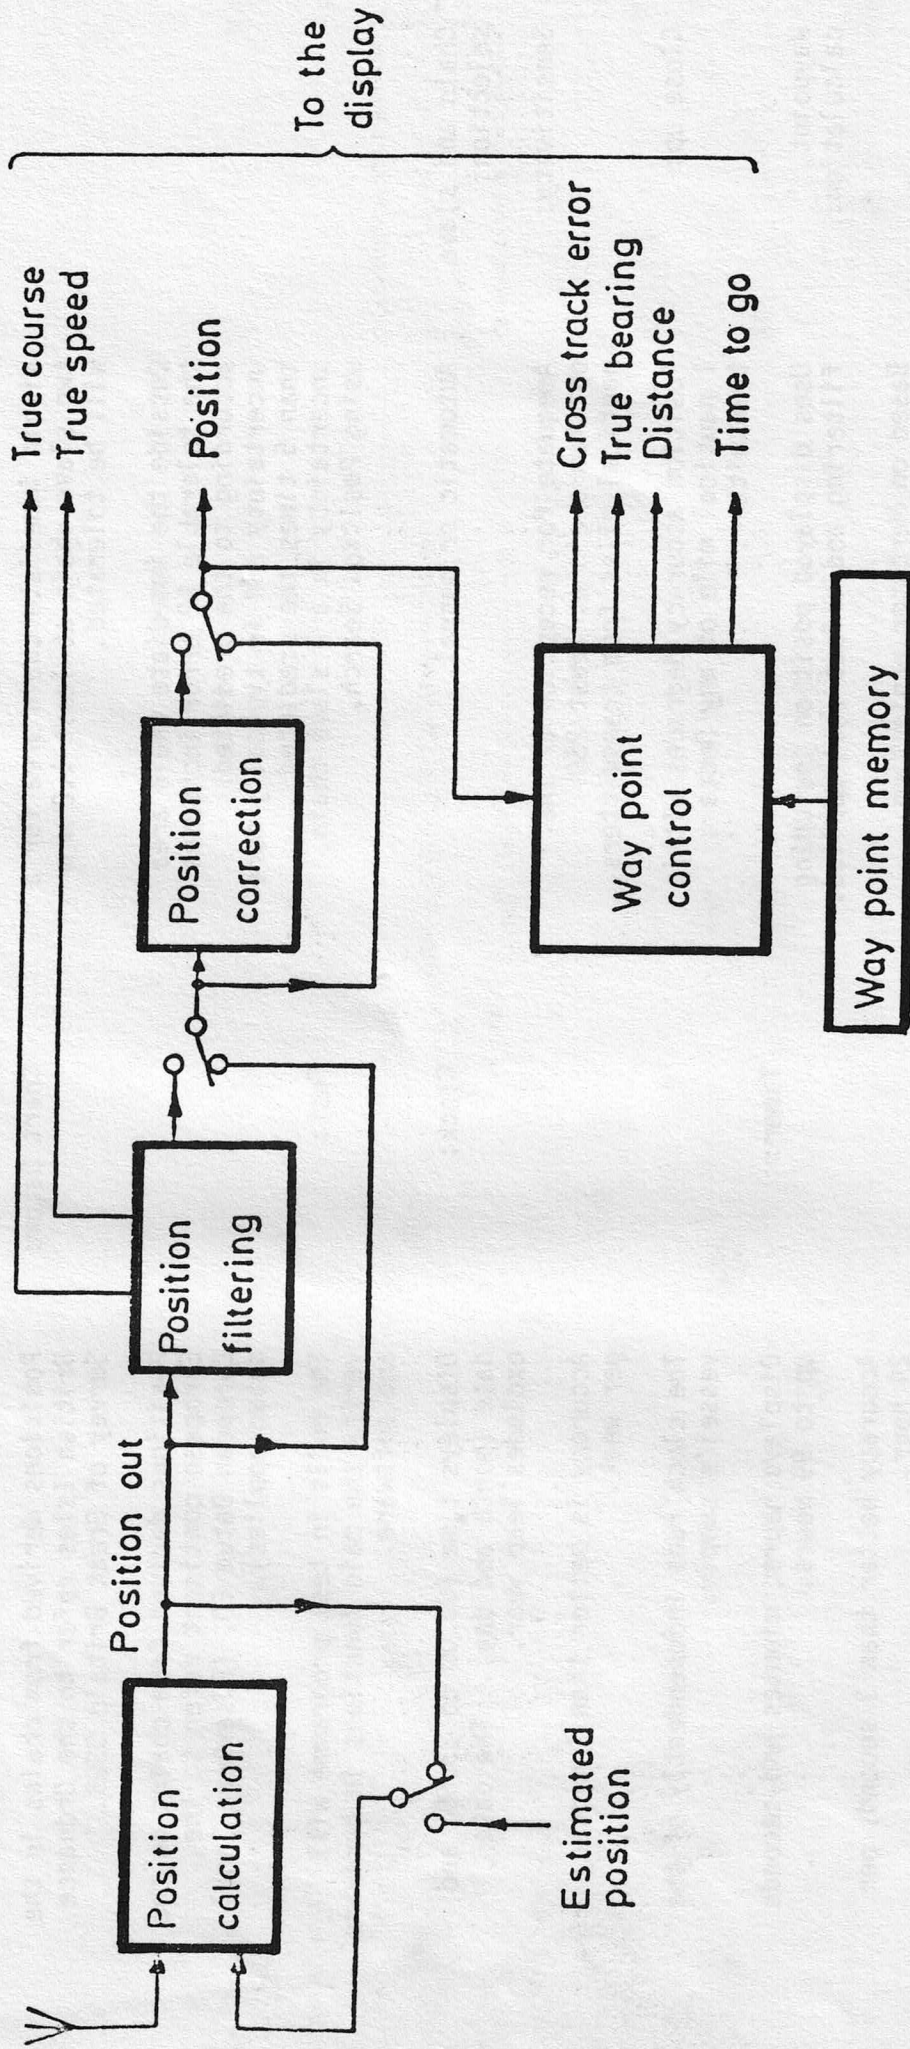 Position
calculation
Estimated
position
Position out
Position
filtering
Position
correction
True course
True speed
Position
Way point
control
Way point memory
Cross track error
True bearing
Distance
Time to go
To the
display